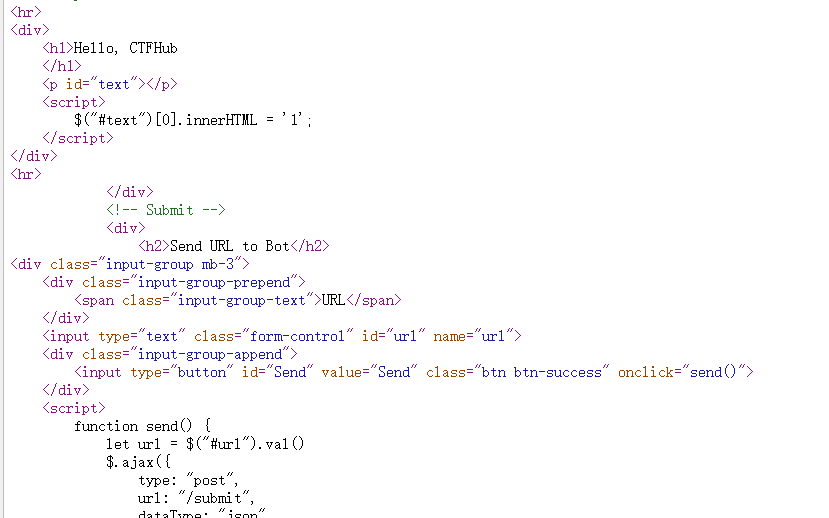 <hr>
<div>
    <h1>Hello, CTFHub
    </h1>
    <p id="text"></p>
    <script>
        $("#text")[0].innerHTML = '1';
    </script>
</div>
<hr>
            </div>
            <!-- Submit -->
            <div>
                <h2>Send URL to Bot</h2>
<div class="input-group mb-3">
    <div class="input-group-prepend">
        <span class="input-group-text">URL</span>
    </div>
    <input type="text" class="form-control" id="url" name="url">
    <div class="input-group-append">
        <input type="button" id="Send" value="Send" class="btn btn-success" onclick="send()">
    </div>
    <script>
        function send() {
            let url = $("#url").val()
            $.ajax({
                type: "post",
                url: "/submit",
                dataType: "json"